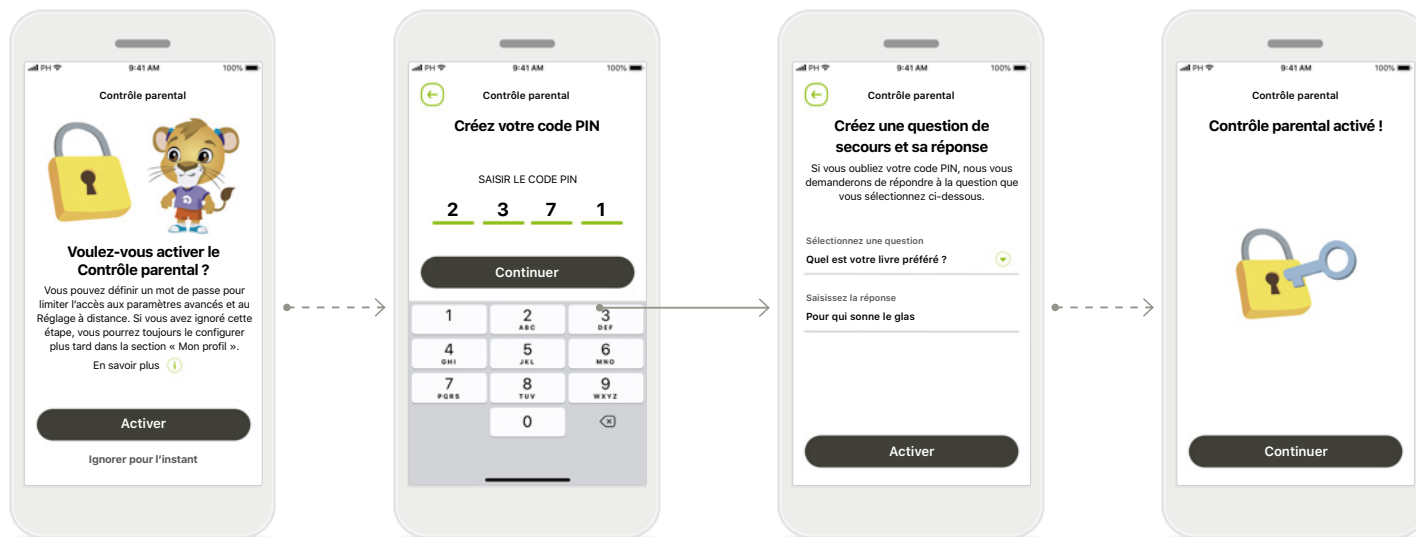 PH 9:41 AM 100%
Contrôle parental
Voulez-vous activer le
Contrôle parental ?
Vous pouvez définir un mot de passe pour
limiter l'accès aux paramètres avancés et au
Réglage à distance. Si vous avez ignoré cette
étape, vous pourrez toujours le configurer
plus tard dans la section « Mon profil ».
En savoir plus i
Activer
Ignorer pour l'instant
PH 9:41 AM 100%
Contrôle parental
Créez votre code PIN
SAISIR LE CODE PIN
2 3 7 1
Continuer
1 2 3
ABC DEF
4 5 6
GHI JKL MNO
7 8 9
PQRS TUV WXYZ
0
PH 9:41 AM 100%
Contrôle parental
Créez une question de
secours et sa réponse
Si vous oubliez votre code PIN, nous vous
demanderons de répondre à la question que
vous sélectionnez ci-dessous.
Sélectionnez une question
Quel est votre livre préféré ?
Saisissez la réponse
Pour qui sonne le glas
Activer
PH 9:41 AM 100%
Contrôle parental
Contrôle parental activé !
Continuer